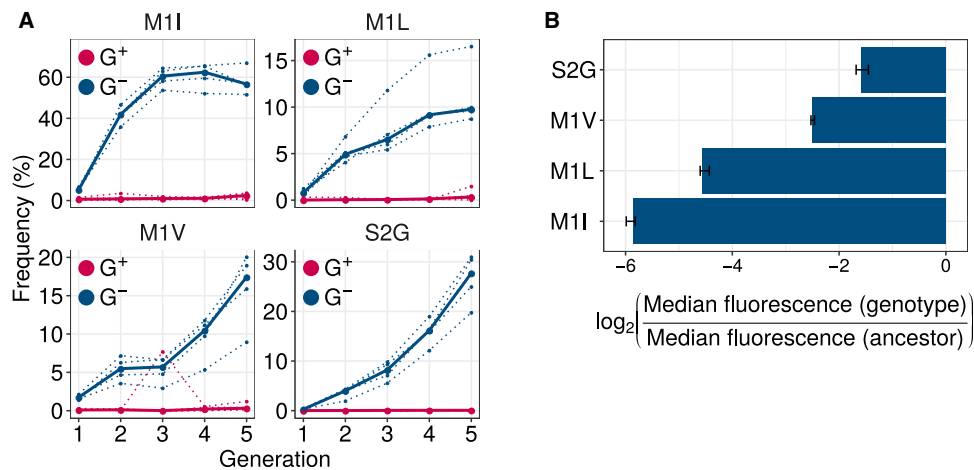 A
M1I
M1L
G+
G−
G+
G−
60
40
20
0
15
10
5
0
M1V
S2G
G+
G−
G+
G−
20
15
10
5
0
30
20
10
0
1 2 3 4 5
1 2 3 4 5
Frequency (%)
Generation
B
S2G
M1V
M1L
M1I
−6 −4 −2 0
log2(Median fluorescence (genotype) / Median fluorescence (ancestor))